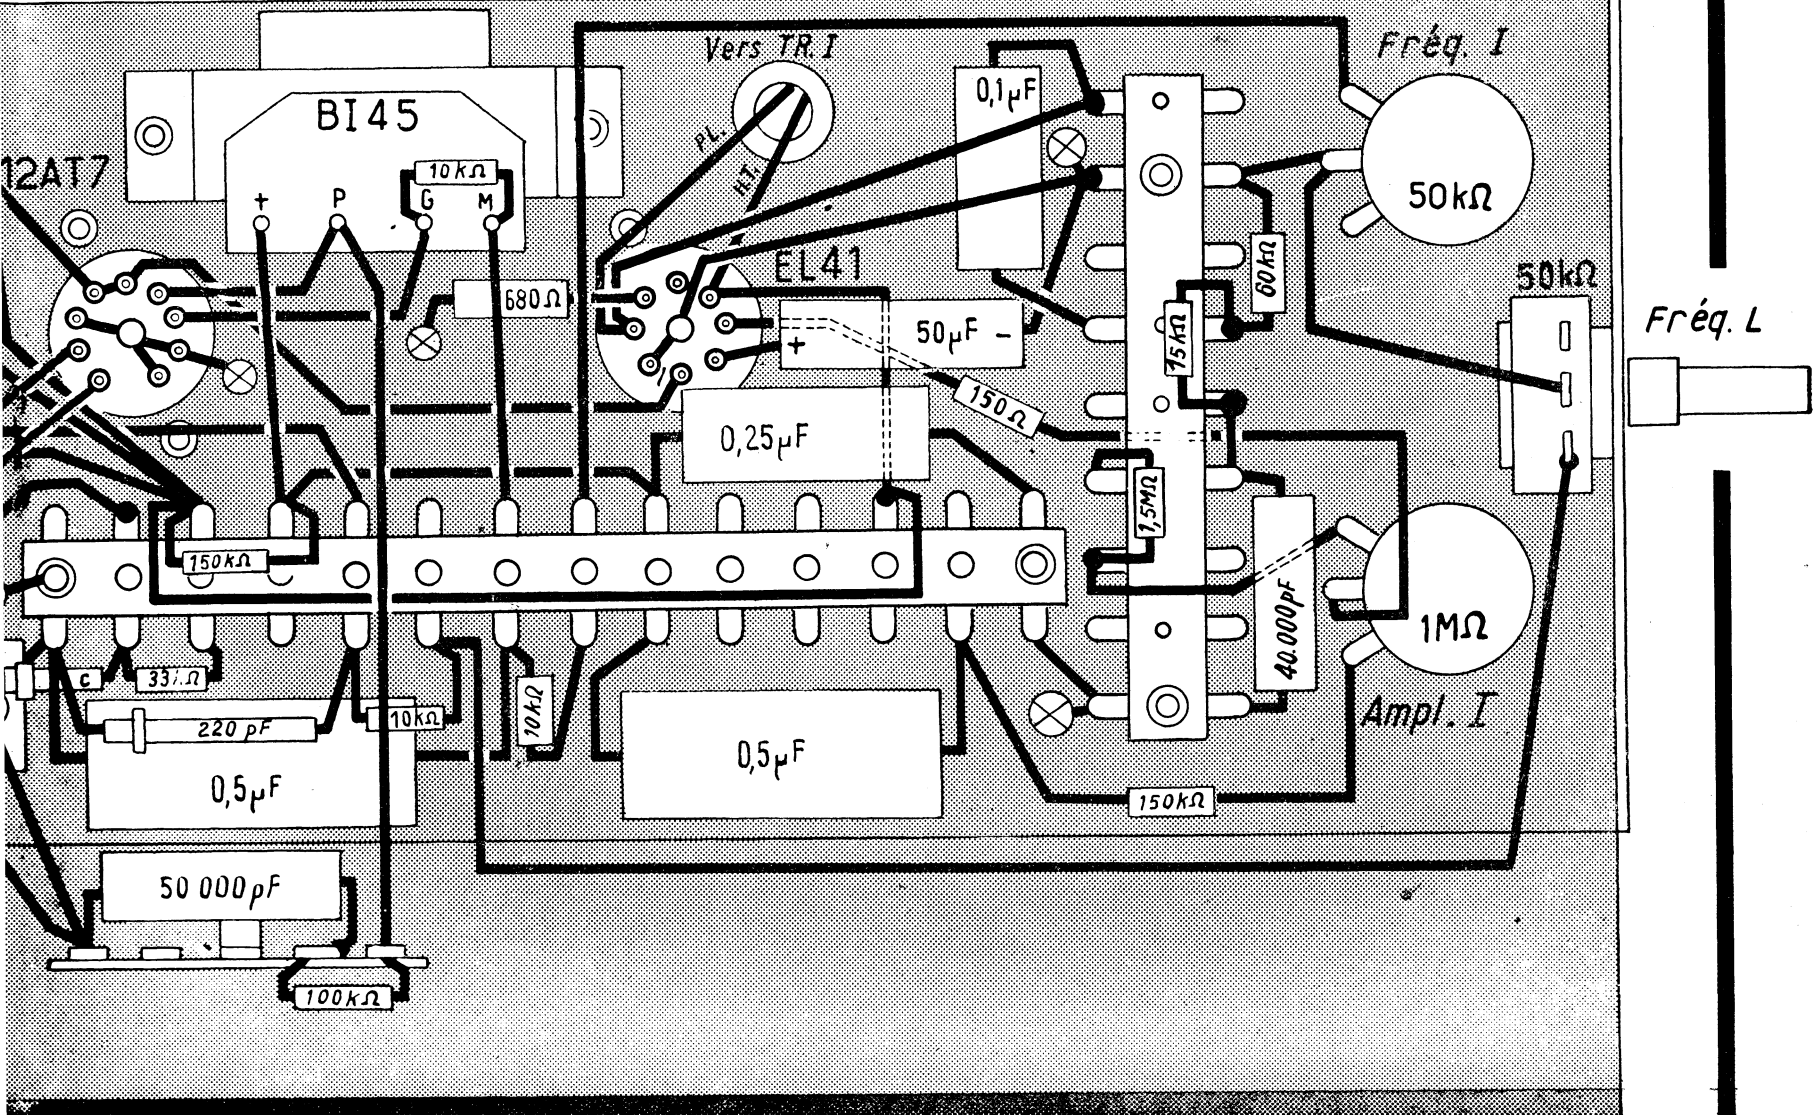 Vers TR. I
Fréq. I
BI45
0,1µF
PL.
H.T.
12AT7
10kΩ
+ P G M
50kΩ
60kΩ
EL41
50kΩ
680Ω
+ 50µF -
15kΩ
Fréq. L
150Ω
0,25µF
1,5MΩ
150kΩ
40.000pF
1MΩ
c
10kΩ
220 pF
10kΩ
Ampl. I
0,5µF
0,5µF
150kΩ
50 000pF
100kΩ